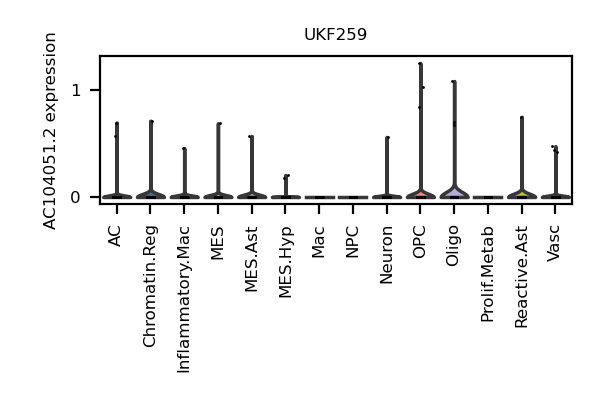 UKF259
AC104051.2 expression
1
0
AC
Chromatin.Reg
Inflammatory.Mac
MES
MES.Ast
MES.Hyp
Mac
NPC
Neuron
OPC
Oligo
Prolif.Metab
Reactive.Ast
Vasc